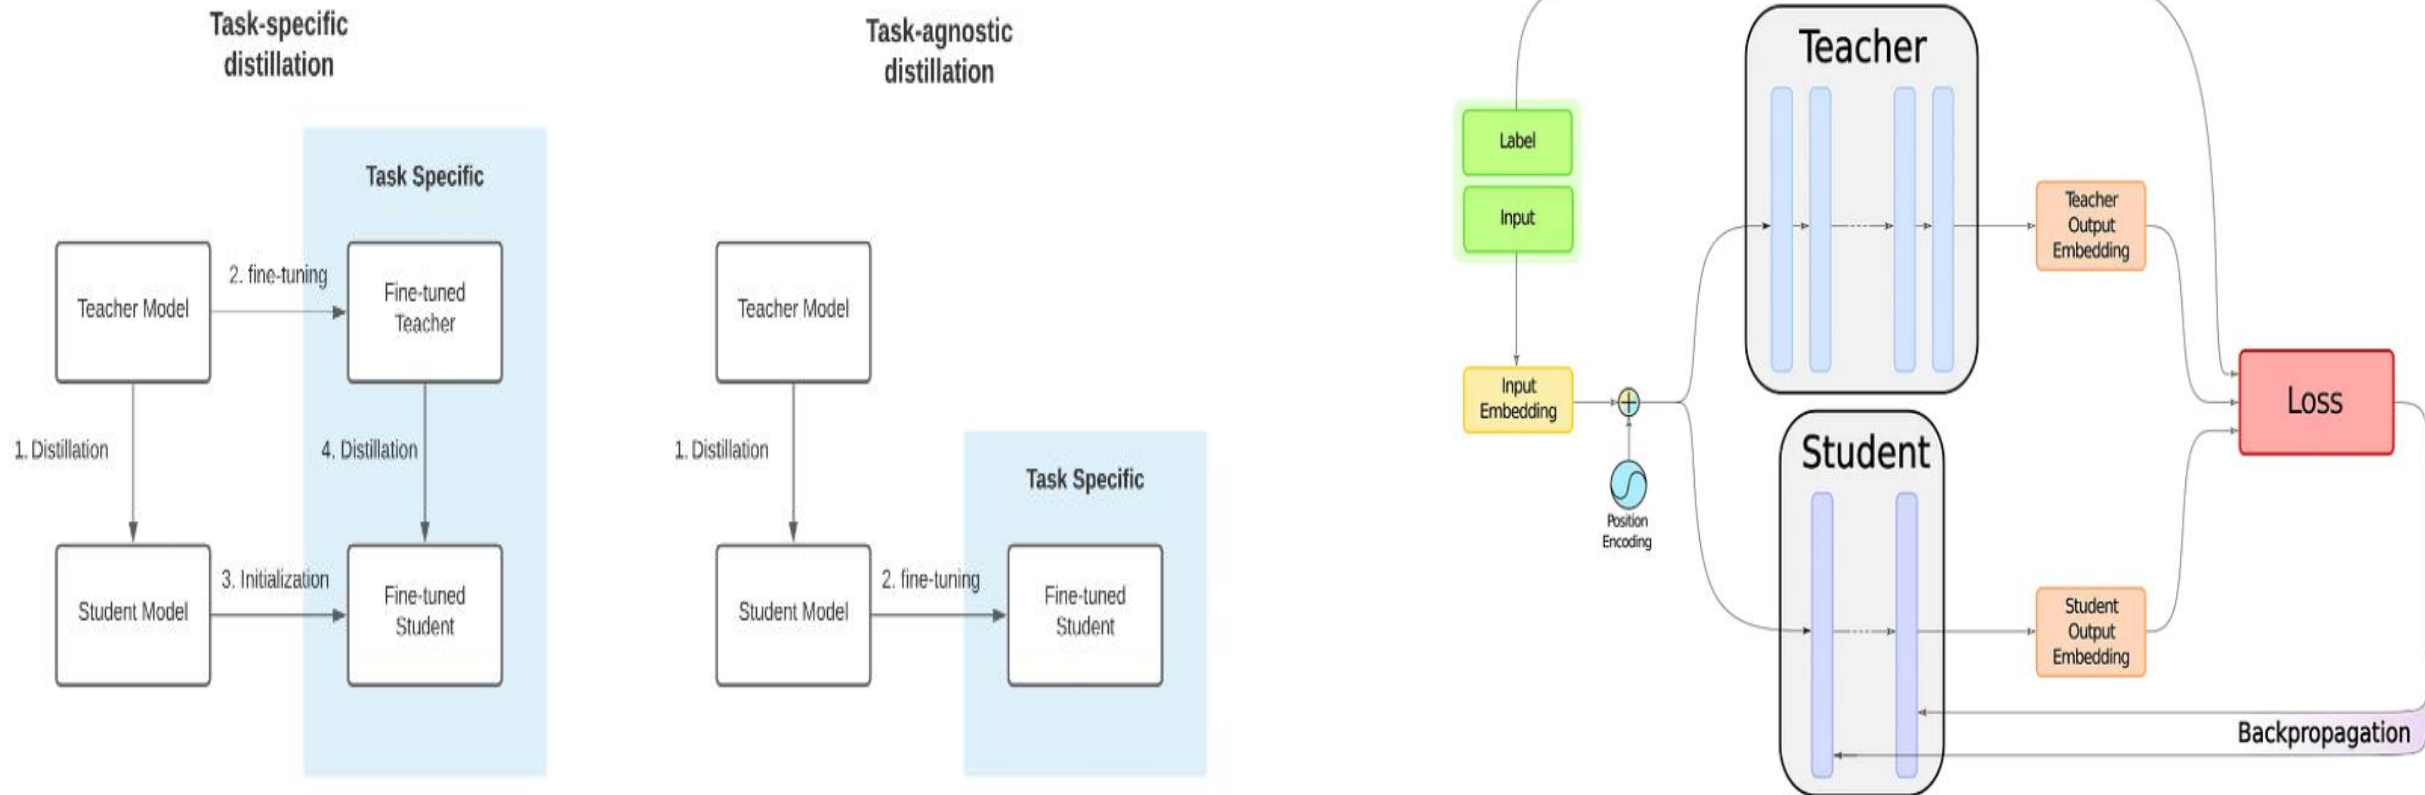 Task-specific
distillation
Task Specific
Teacher Model
2. fine-tuning
Fine-tuned
Teacher
1. Distillation
4. Distillation
Student Model
3. Initialization
Fine-tuned
Student
Task-agnostic
distillation
Teacher Model
1. Distillation
Task Specific
Student Model
2. fine-tuning
Fine-tuned
Student
Teacher
Label
Input
Input
Embedding
Position
Encoding
Teacher
Output
Embedding
Student
Student
Output
Embedding
Loss
Backpropagation